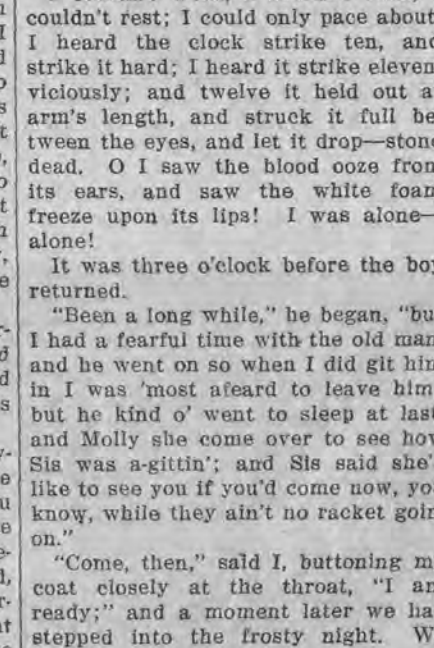 couldn't rest; I could only pace about
I heard the clock strike ten, and
strike it hard; I heard it strike eleven
viciously; and twelve it held out a
arm's length, and struck it full be
tween the eyes, and let it drop—stone
dead. O I saw the blood ooze from
its ears, and saw the white foam
freeze upon its lips! I was alone—
alone!
It was three o'clock before the boy
returned.
"Been a long while," he began, "bu
I had a fearful time with the old man
and he went on so when I did git him
in I was 'most afeard to leave him
but he kind o' went to sleep at last
and Molly she come over to see how
Sis was a-gittin'; and Sis said she'
like to see you if you'd come now, yo
know, while they ain't no racket goin
on."
"Come, then," said I, buttoning m
coat closely at the throat, "I am
ready;" and a moment later we ha
stepped into the frosty night. W